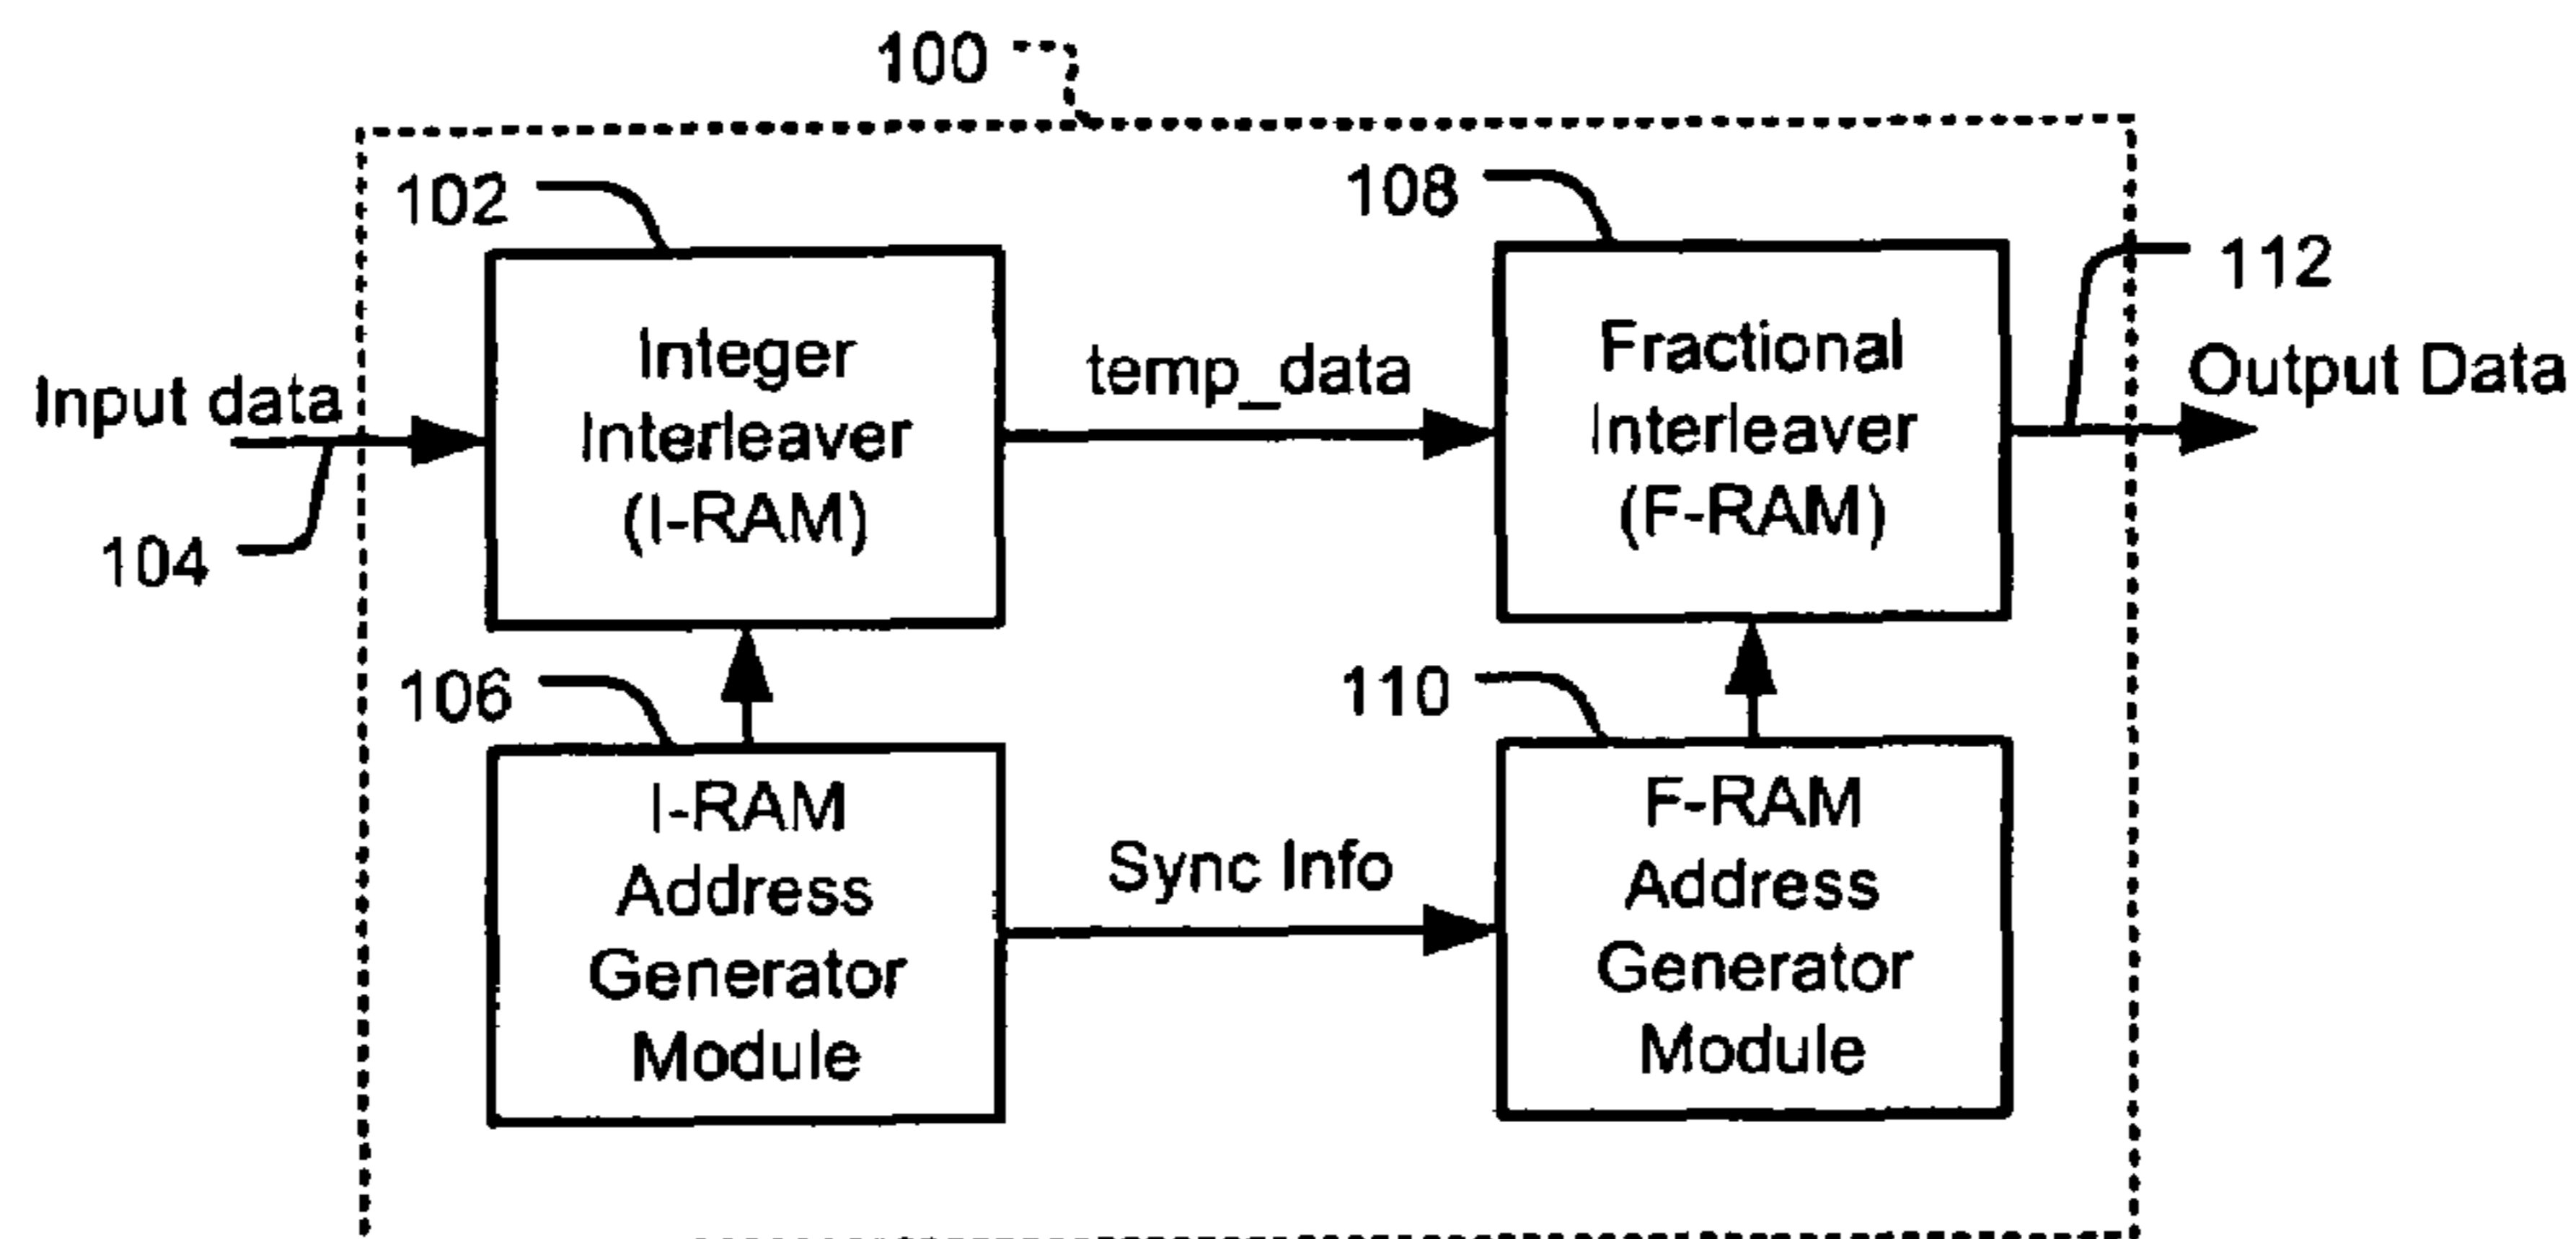 100
102
108
112
Integer
Interleaver
(I-RAM)
Fractional
Interleaver
(F-RAM)
Input data
temp_data
Output Data
104
106
110
I-RAM
Address
Generator
Module
Sync Info
F-RAM
Address
Generator
Module